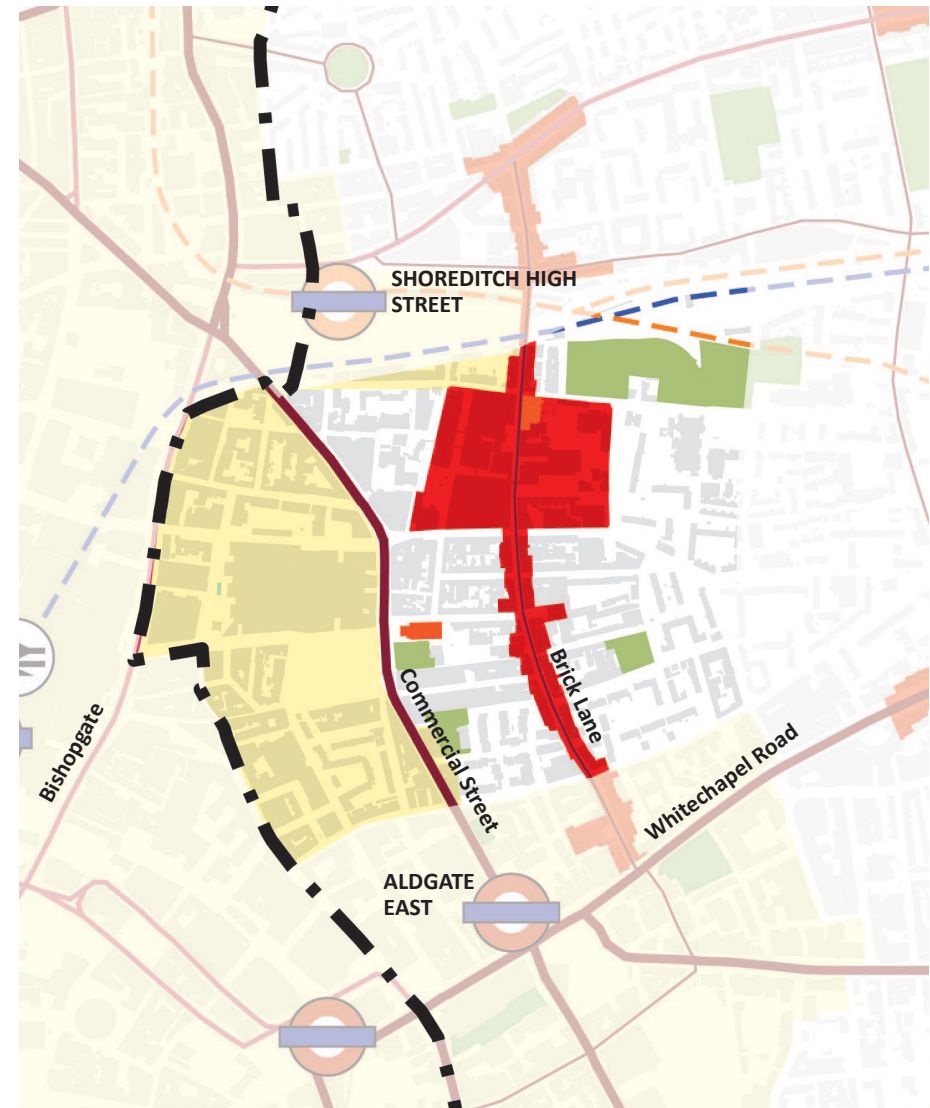 SHOREDITCH HIGH
STREET
Brick Lane
Commercial Street
Bishopgate
Whitechapel Road
ALDGATE
EAST